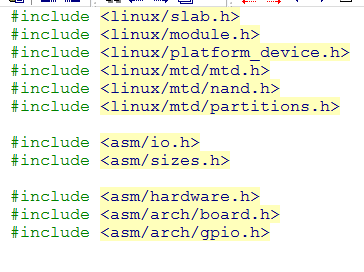 #include <linux/slab.h>
#include <linux/module.h>
#include <linux/platform_device.h>
#include <linux/mtd/mtd.h>
#include <linux/mtd/nand.h>
#include <linux/mtd/partitions.h>
#include <asm/io.h>
#include <asm/sizes.h>
#include <asm/hardware.h>
#include <asm/arch/board.h>
#include <asm/arch/gpio.h>